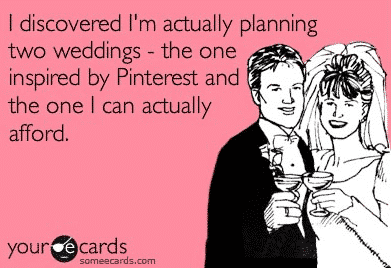 I discovered I'm actually planning
two weddings - the one
inspired by Pinterest and
the one I can actually
afford.
your e cards
someecards.com